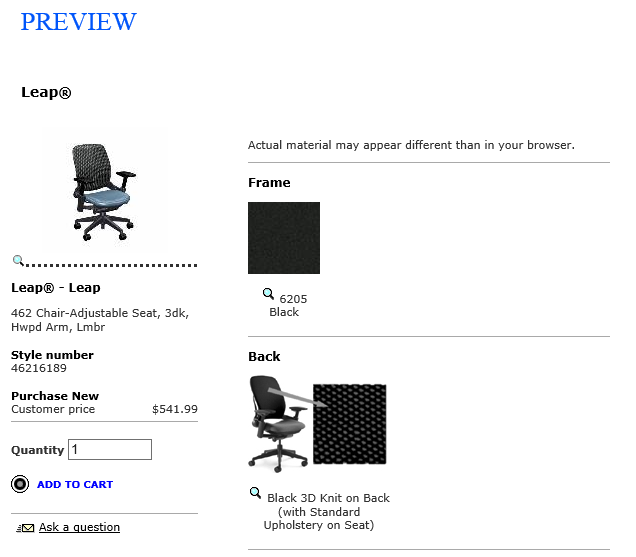 PREVIEW
Leap®
Leap® - Leap
462 Chair-Adjustable Seat, 3dk,
Hwpd Arm, Lmbr
Style number
46216189
Purchase New
Customer price $541.99
Quantity 1
ADD TO CART
Ask a question
Actual material may appear different than in your browser.
Frame
6205
Black
Back
Black 3D Knit on Back
(with Standard
Upholstery on Seat)